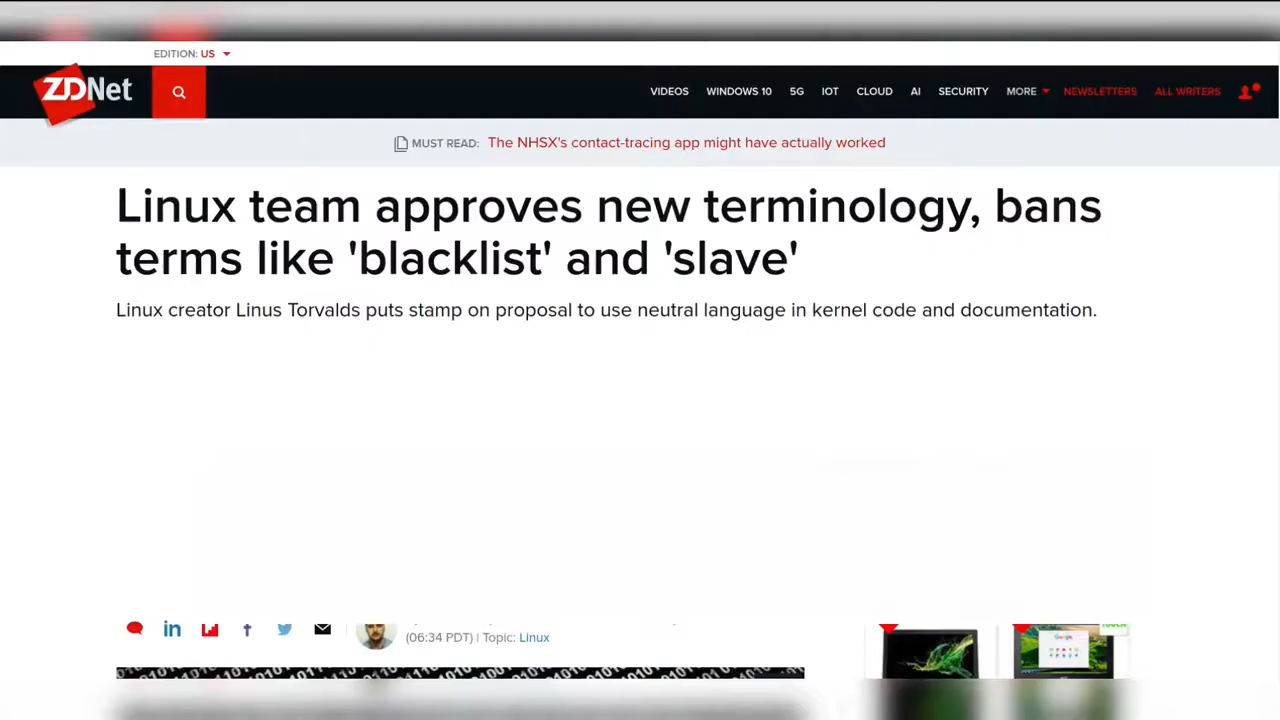 EDITION: US
ZDNet
VIDEOS WINDOWS 10 5G IOT CLOUD AI SECURITY MORE NEWSLETTERS ALL WRITERS
MUST READ: The NHSX's contact-tracing app might have actually worked
Linux team approves new terminology, bans
terms like 'blacklist' and 'slave'
Linux creator Linus Torvalds puts stamp on proposal to use neutral language in kernel code and documentation.
(06:34 PDT) | Topic: Linux
Google